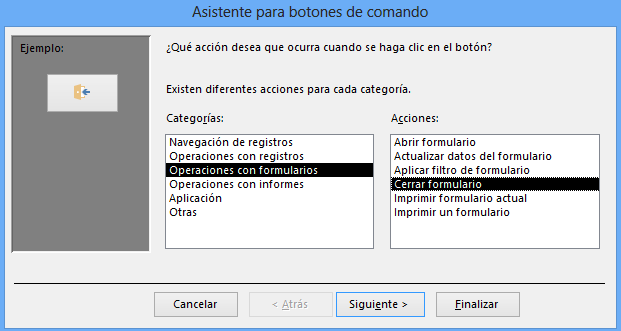 Asistente para botones de comando
Ejemplo:
¿Qué acción desea que ocurra cuando se haga clic en el botón?
Existen diferentes acciones para cada categoría.
Categorías:
Navegación de registros
Operaciones con registros
Operaciones con formularios
Operaciones con informes
Aplicación
Otras
Acciones:
Abrir formulario
Actualizar datos del formulario
Aplicar filtro de formulario
Cerrar formulario
Imprimir formulario actual
Imprimir un formulario
Cancelar
< Atrás
Siguiente >
Finalizar